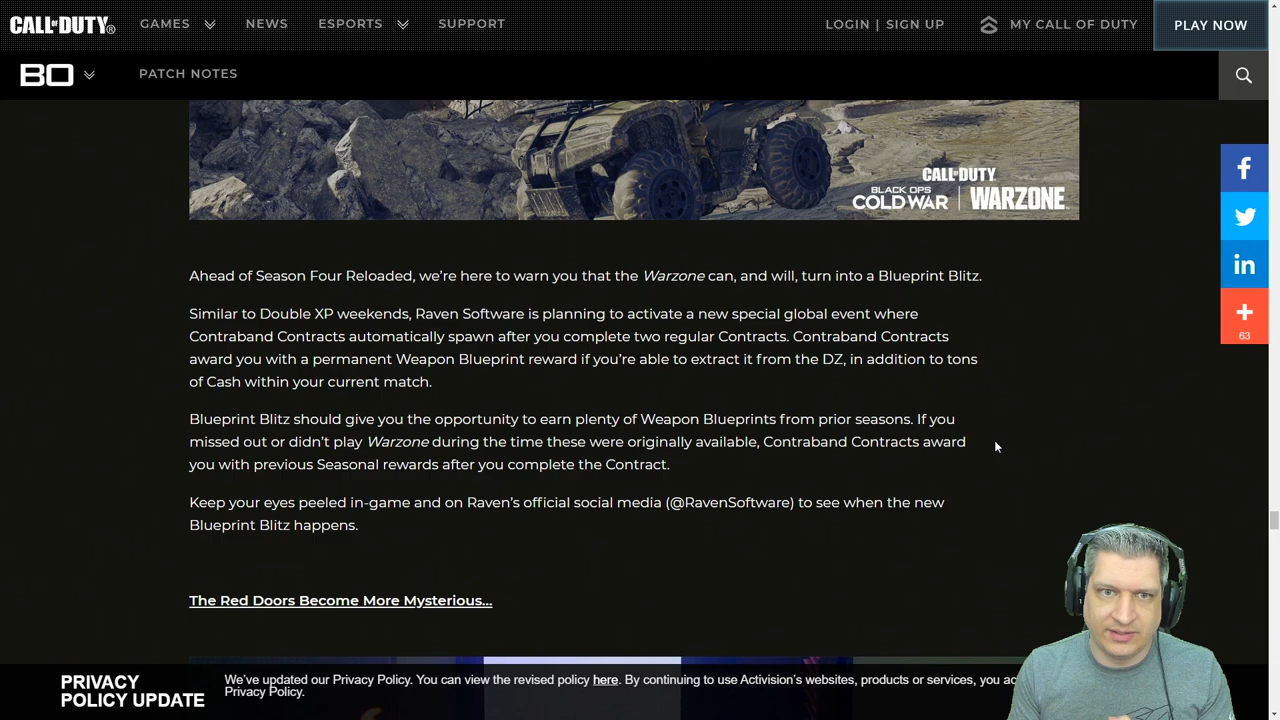 CALL OF DUTY® GAMES NEWS ESPORTS SUPPORT LOGIN | SIGN UP MY CALL OF DUTY PLAY NOW
BO PATCH NOTES
CALL OF DUTY
BLACK OPS COLD WAR | WARZONE
Ahead of Season Four Reloaded, we're here to warn you that the Warzone can, and will, turn into a Blueprint Blitz.
Similar to Double XP weekends, Raven Software is planning to activate a new special global event where
Contraband Contracts automatically spawn after you complete two regular Contracts. Contraband Contracts
award you with a permanent Weapon Blueprint reward if you're able to extract it from the DZ, in addition to tons
of Cash within your current match.
Blueprint Blitz should give you the opportunity to earn plenty of Weapon Blueprints from prior seasons. If you
missed out or didn't play Warzone during the time these were originally available, Contraband Contracts award
you with previous Seasonal rewards after you complete the Contract.
Keep your eyes peeled in-game and on Raven's official social media (@RavenSoftware) to see when the new
Blueprint Blitz happens.
The Red Doors Become More Mysterious...
63
PRIVACY
POLICY UPDATE
We've updated our Privacy Policy. You can view the revised policy here. By continuing to use Activision's websites, products or services, you
Privacy Policy.